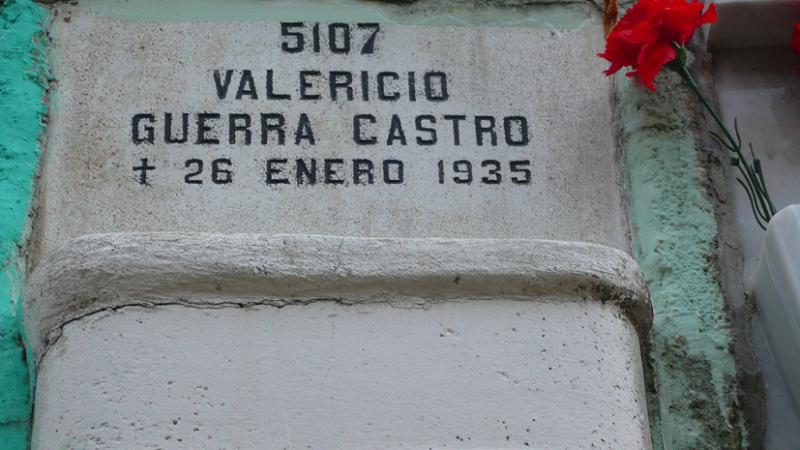 5107
VALERICIO
GUERRA CASTRO
✝ 26 ENERO 1935